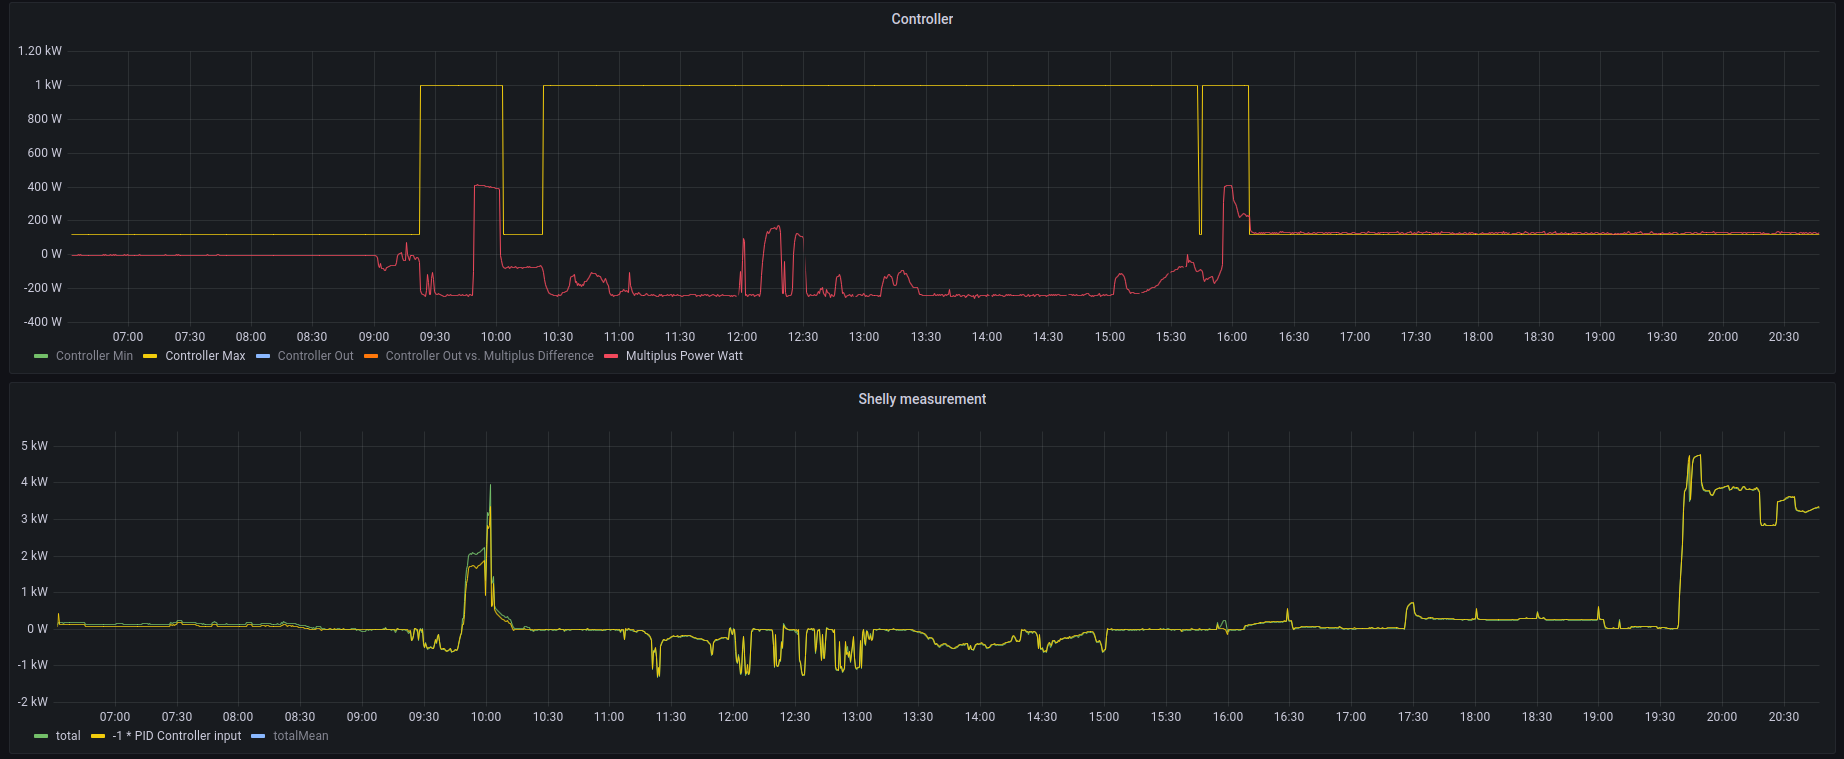 Controller
1.20 kW
1 kW
800 W
600 W
400 W
200 W
0 W
-200 W
-400 W
07:00 07:30 08:00 08:30 09:00 09:30 10:00 10:30 11:00 11:30 12:00 12:30 13:00 13:30 14:00 14:30 15:00 15:30 16:00 16:30 17:00 17:30 18:00 18:30 19:00 19:30 20:00 20:30
Controller Min Controller Max Controller Out Controller Out vs. Multiplus Difference Multiplus Power Watt
Shelly measurement
5 kW
4 kW
3 kW
2 kW
1 kW
0 W
-1 kW
-2 kW
07:00 07:30 08:00 08:30 09:00 09:30 10:00 10:30 11:00 11:30 12:00 12:30 13:00 13:30 14:00 14:30 15:00 15:30 16:00 16:30 17:00 17:30 18:00 18:30 19:00 19:30 20:00 20:30
total -1 * PID Controller input totalMean